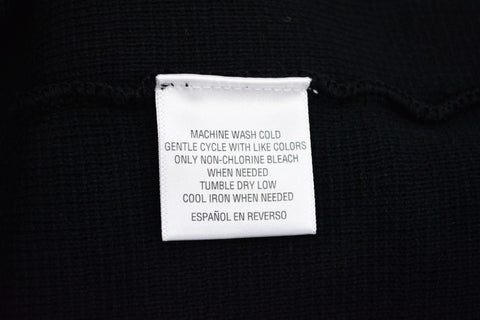 MACHINE WASH COLD
GENTLE CYCLE WITH LIKE COLORS
ONLY NON-CHLORINE BLEACH
WHEN NEEDED
TUMBLE DRY LOW
COOL IRON WHEN NEEDED
ESPAÑOL EN REVERSO